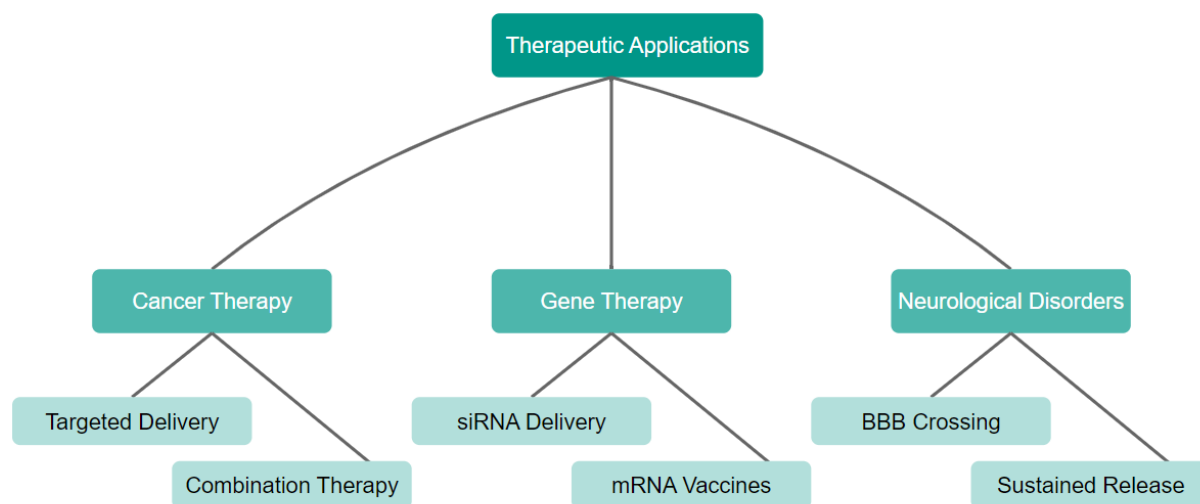 Therapeutic Applications
Cancer Therapy
Gene Therapy
Neurological Disorders
Targeted Delivery
siRNA Delivery
BBB Crossing
Combination Therapy
mRNA Vaccines
Sustained Release